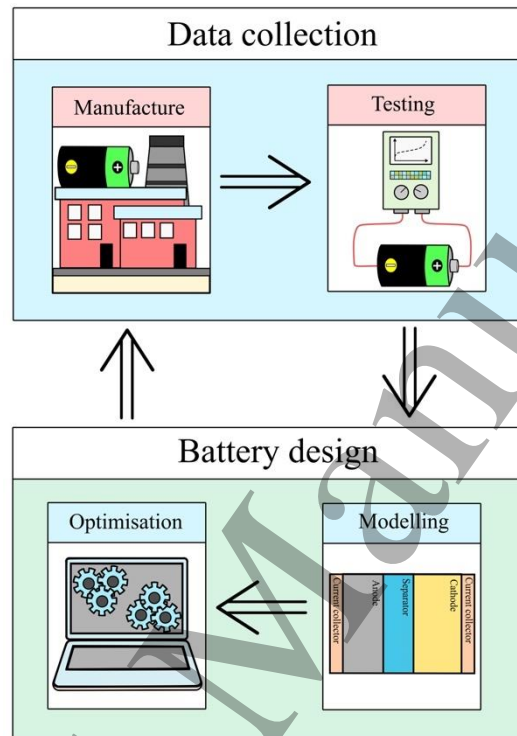 Data collection
Manufacture
Testing
Battery design
Optimisation
Modelling
Current collector
Anode
Separator
Cathode
Current collector